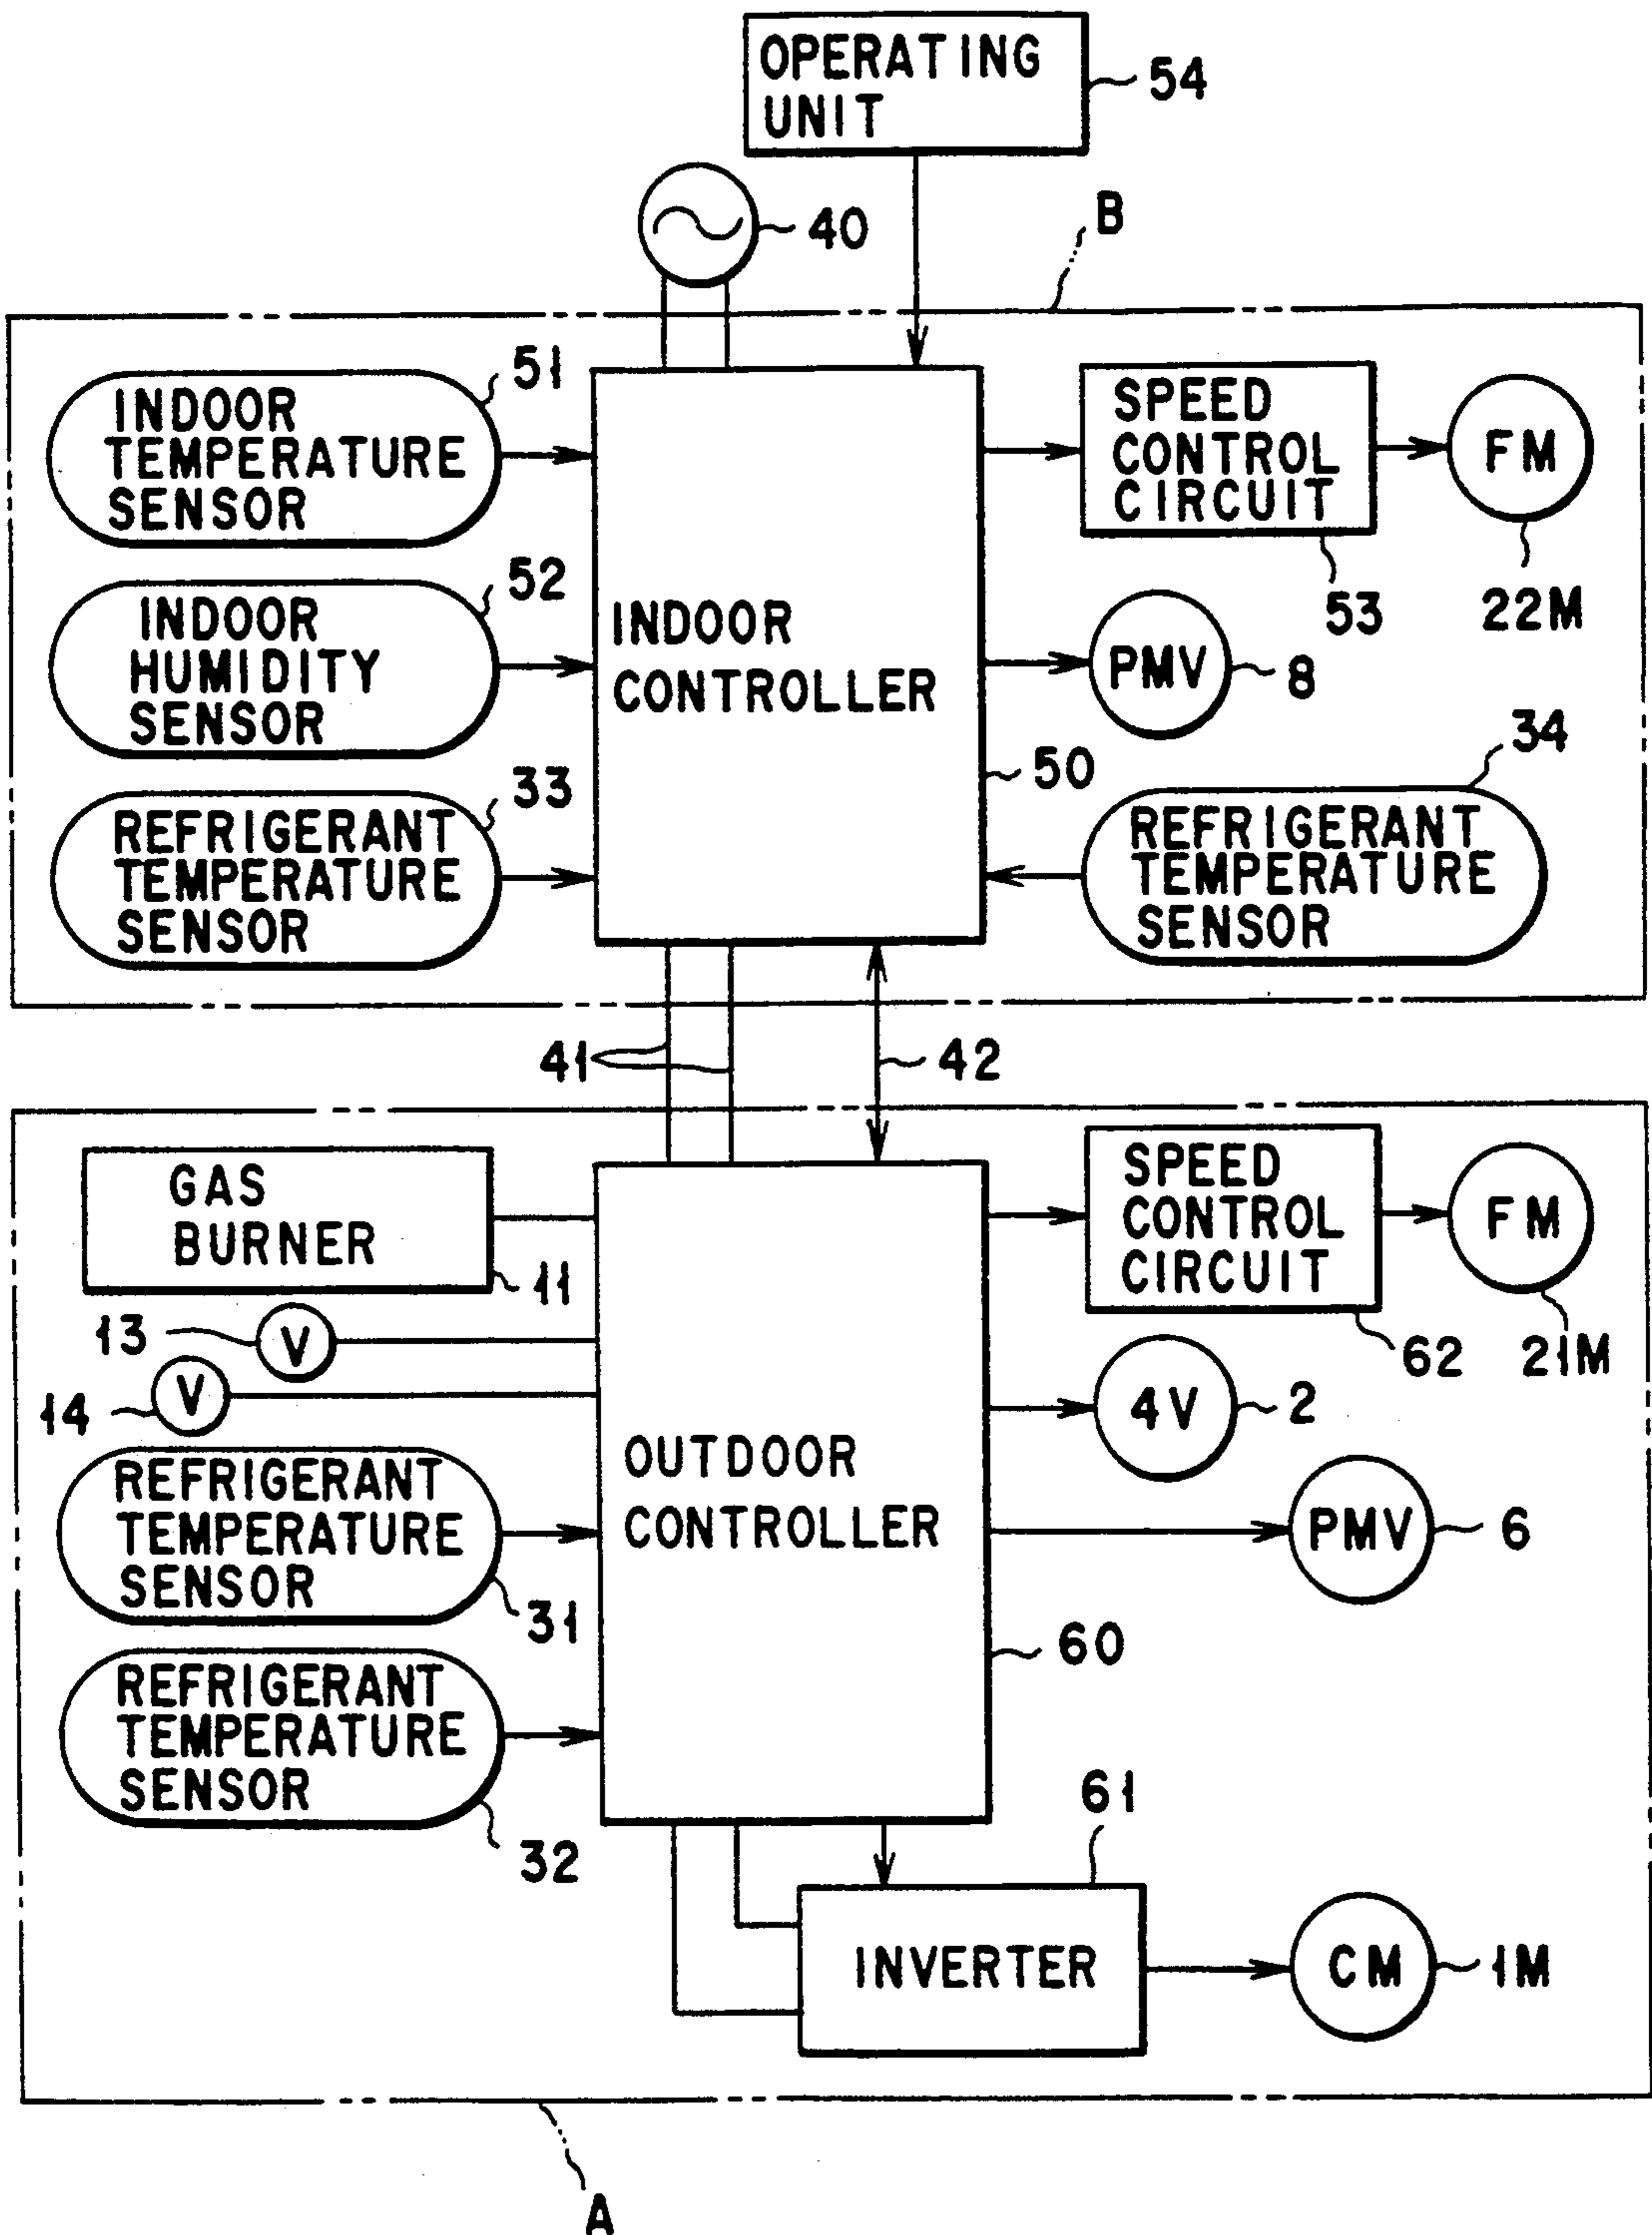 OPERATING
UNIT
54
40
B
51
INDOOR
TEMPERATURE
SENSOR
SPEED
CONTROL
CIRCUIT
FM
53
22M
52
INDOOR
HUMIDITY
SENSOR
INDOOR
CONTROLLER
PMV
8
50
34
33
REFRIGERANT
TEMPERATURE
SENSOR
REFRIGERANT
TEMPERATURE
SENSOR
41
42
GAS
BURNER
11
SPEED
CONTROL
CIRCUIT
FM
62
21M
13
V
14
V
4V
2
OUTDOOR
CONTROLLER
REFRIGERANT
TEMPERATURE
SENSOR
31
PMV
6
60
REFRIGERANT
TEMPERATURE
SENSOR
32
61
INVERTER
CM
1M
A